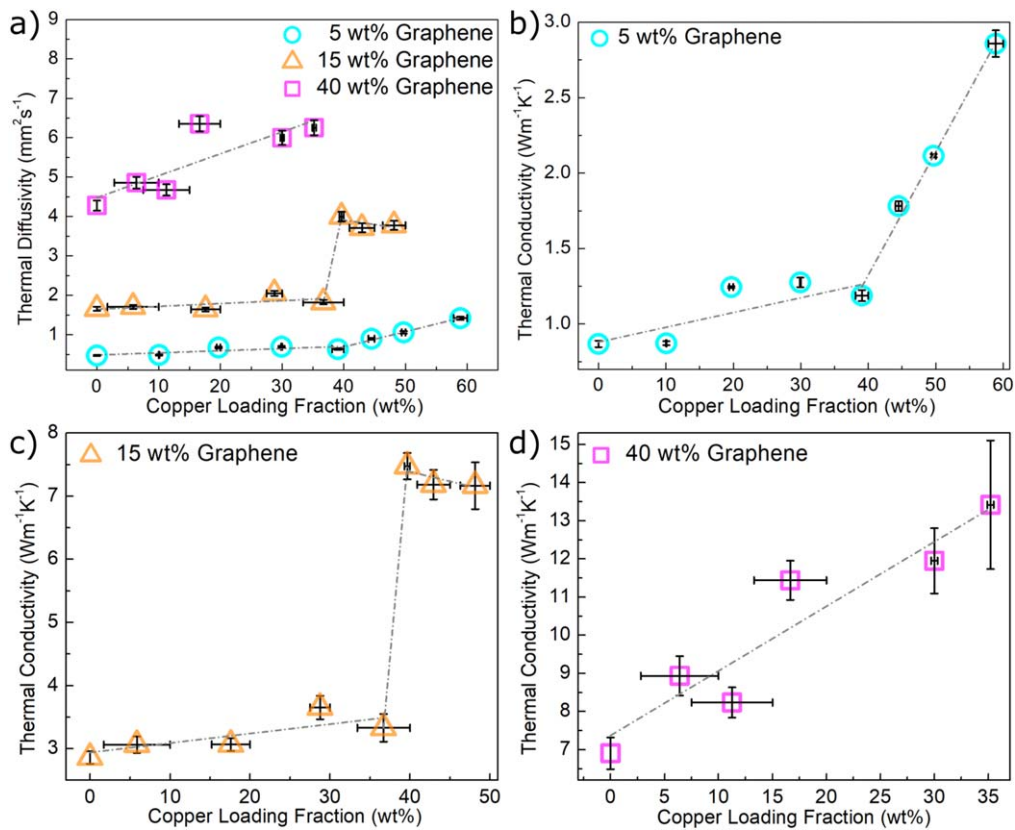 a)
Thermal Diffusivity (mm²s⁻¹)
9
8
7
6
5
4
3
2
1
5 wt% Graphene
15 wt% Graphene
40 wt% Graphene
0 10 20 30 40 50 60
Copper Loading Fraction (wt%)
b)
Thermal Conductivity (Wm⁻¹K⁻¹)
3.0
2.5
2.0
1.5
1.0
5 wt% Graphene
0 10 20 30 40 50 60
Copper Loading Fraction (wt%)
c)
Thermal Conductivity (Wm⁻¹K⁻¹)
8
7
6
5
4
3
15 wt% Graphene
0 10 20 30 40 50
Copper Loading Fraction (wt%)
d)
Thermal Conductivity (Wm⁻¹K⁻¹)
15
14
13
12
11
10
9
8
7
40 wt% Graphene
0 5 10 15 20 25 30 35
Copper Loading Fraction (wt%)